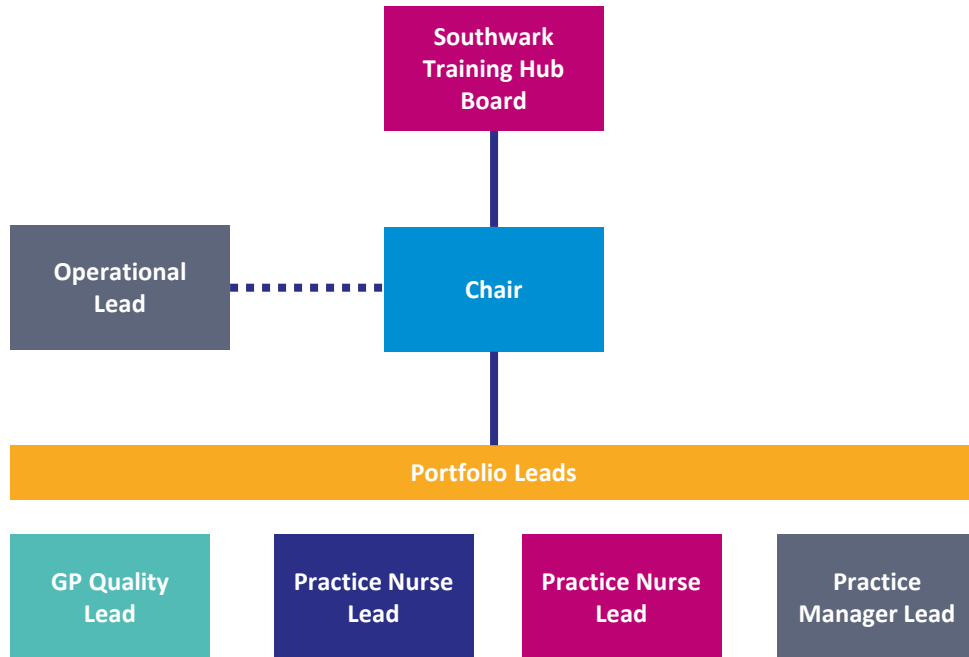 Southwark
Training Hub
Board
Operational
Lead
Chair
Portfolio Leads
GP Quality
Lead
Practice Nurse
Lead
Practice Nurse
Lead
Practice
Manager Lead